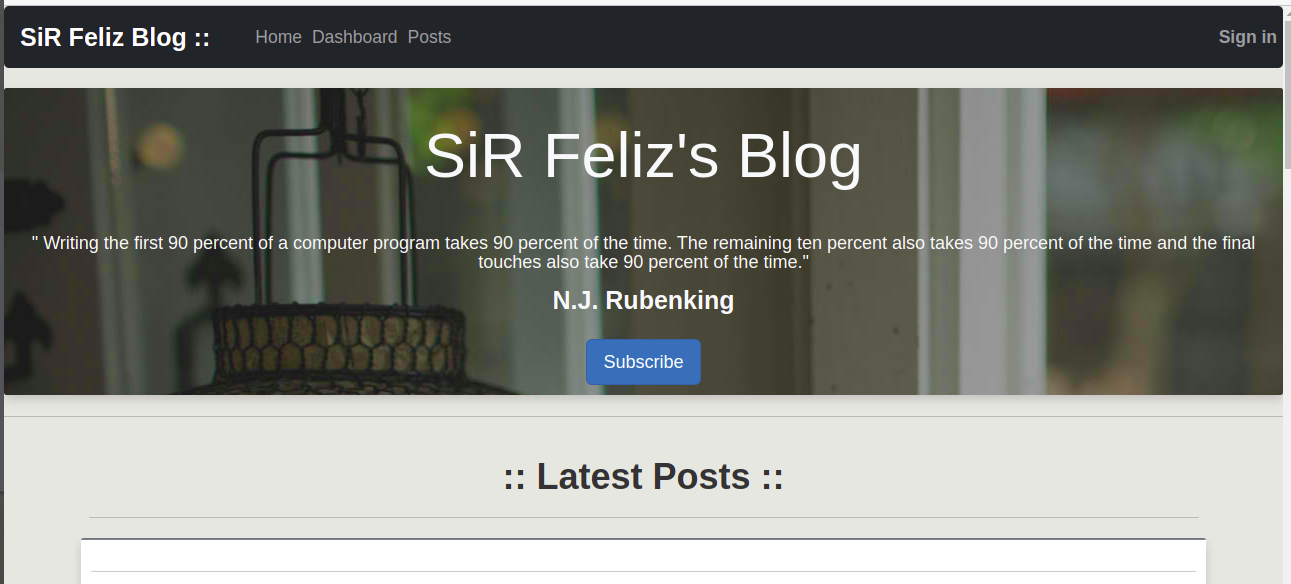 SiR Feliz Blog ::
Home Dashboard Posts
Sign in
SiR Feliz's Blog
" Writing the first 90 percent of a computer program takes 90 percent of the time. The remaining ten percent also takes 90 percent of the time and the final
touches also take 90 percent of the time."
N.J. Rubenking
Subscribe
:: Latest Posts ::